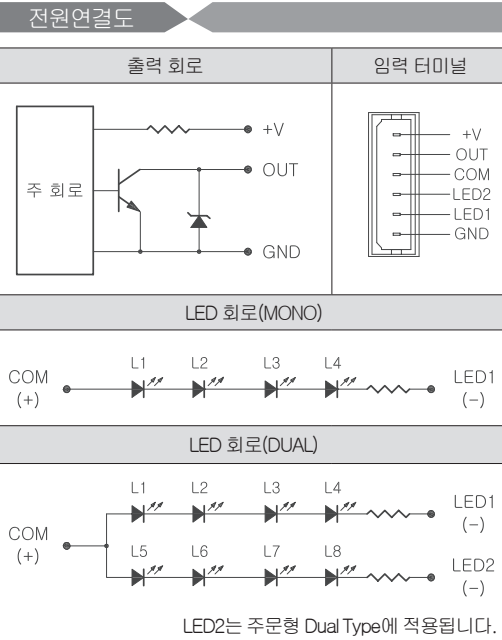 전원연결도
출력 회로
입력 터미널
주 회로
+V
OUT
GND
+V
OUT
COM
LED2
LED1
GND
LED 회로(MONO)
COM
(+)
L1 L2 L3 L4
LED1
(-)
LED 회로(DUAL)
COM
(+)
L1 L2 L3 L4
LED1
(-)
L5 L6 L7 L8
LED2
(-)
LED2는 주문형 Dual Type에 적용됩니다.